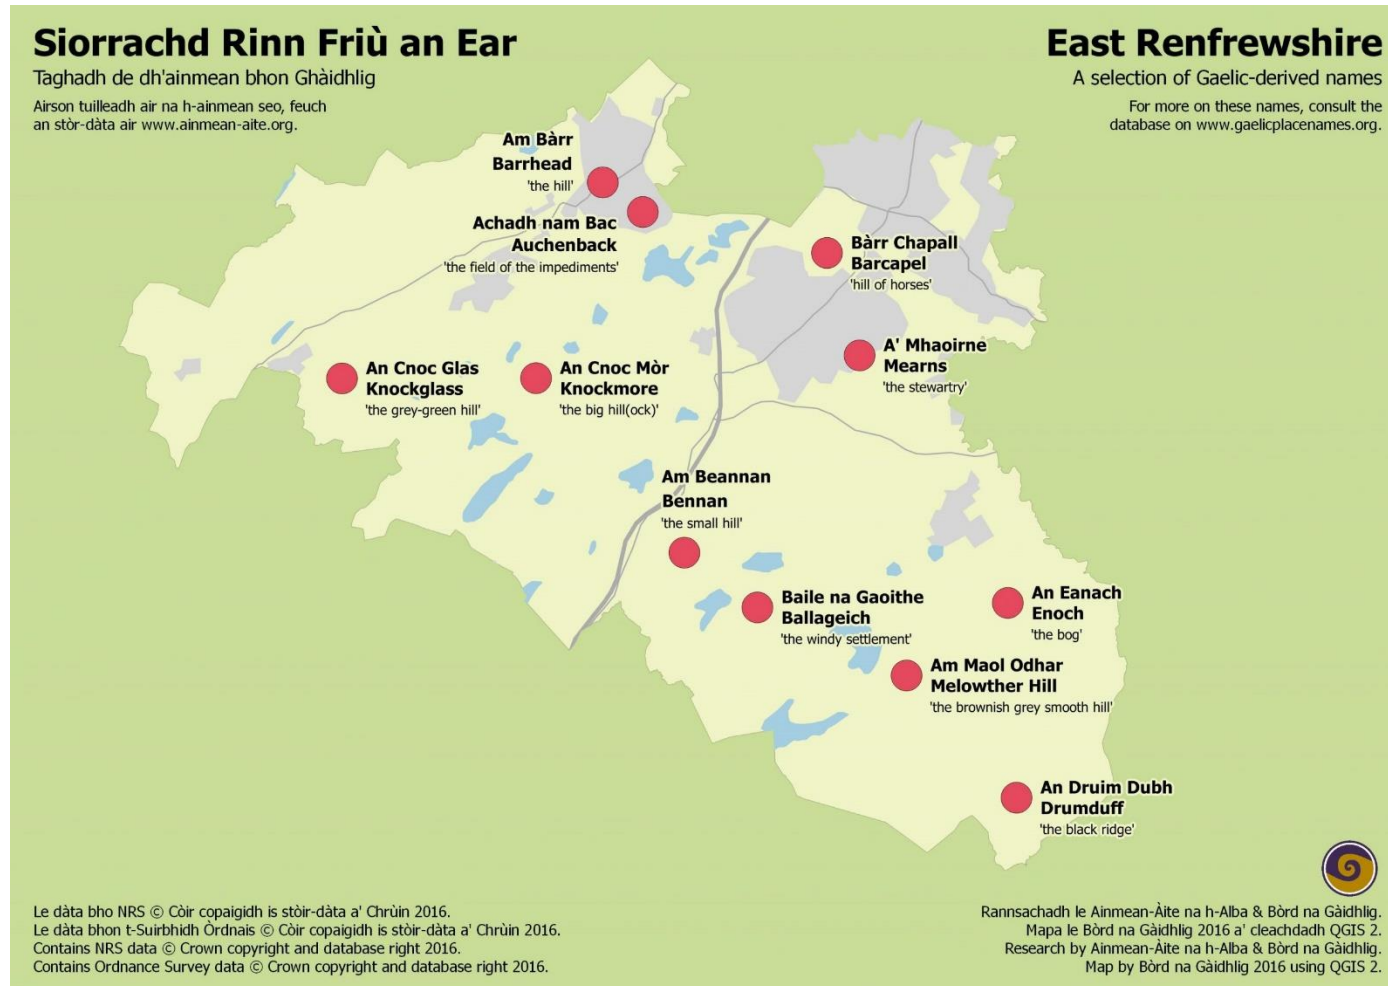 Siorrachd Rinn Friù an Ear
Taghadh de dh'ainmean bhon Ghàidhlig
Airson tuilleadh air na h-ainmean seo, feuch
an stòr-dàta air www.ainmean-aite.org.
East Renfrewshire
A selection of Gaelic-derived names
For more on these names, consult the
database on www.gaelicplacenames.org.
Am Bàrr
Barrhead
'the hill'
Achadh nam Bac
Auchenback
'the field of the impediments'
Bàrr Chapall
Barcapel
'hill of horses'
A' Mhaoirne
Mearns
'the stewartry'
An Cnoc Glas
Knockglass
'the grey-green hill'
An Cnoc Mòr
Knockmore
'the big hill(ock)'
Am Beannan
Bennan
'the small hill'
Baile na Gaoithe
Ballageich
'the windy settlement'
An Eanach
Enoch
'the bog'
Am Maol Odhar
Melowther Hill
'the brownish grey smooth hill'
An Druim Dubh
Drumduff
'the black ridge'
Le dàta bho NRS © Còir copaigidh is stòir-dàta a' Chrùin 2016.
Le dàta bhon t-Suirbhidh Òrdnais © Còir copaigidh is stòir-dàta a' Chrùin 2016.
Contains NRS data © Crown copyright and database right 2016.
Contains Ordnance Survey data © Crown copyright and database right 2016.
Rannsachadh le Ainmean-Àite na h-Alba & Bòrd na Gàidhlig.
Mapa le Bòrd na Gàidhlig 2016 a' cleachdadh QGIS 2.
Research by Ainmean-Àite na h-Alba & Bòrd na Gàidhlig.
Map by Bòrd na Gàidhlig 2016 using QGIS 2.